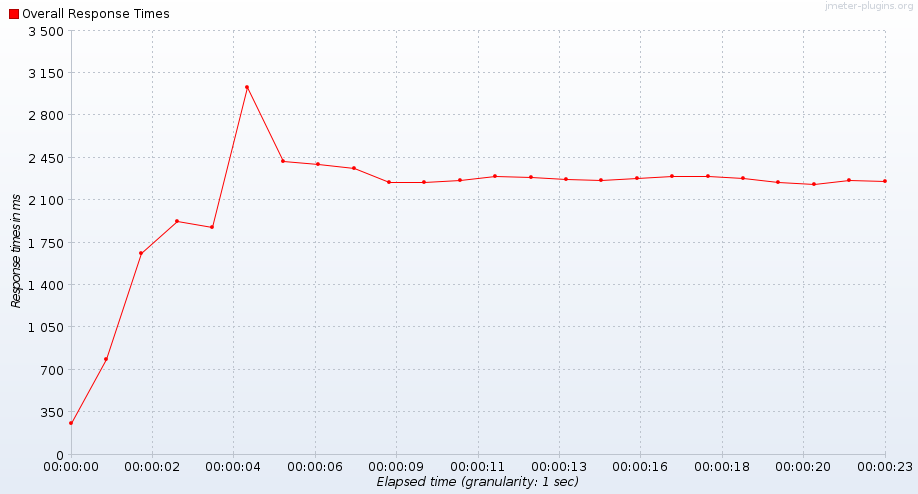 jmeter-plugins.org
Overall Response Times
3 500
3 150
2 800
2 450
2 100
1 750
1 400
1 050
700
350
0
Response times in ms
00:00:00 00:00:02 00:00:04 00:00:06 00:00:09 00:00:11 00:00:13 00:00:16 00:00:18 00:00:20 00:00:23
Elapsed time (granularity: 1 sec)